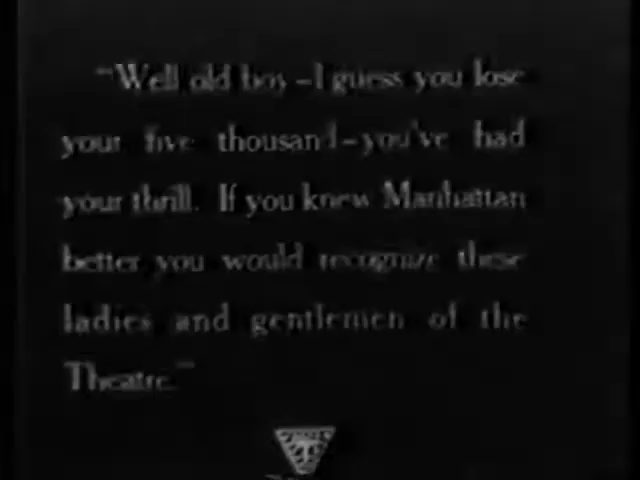 "Well old boy–I guess you lose
your five thousand–you've had
your thrill. If you knew Manhattan
better you would recognize these
ladies and gentlemen of the
Theatre."